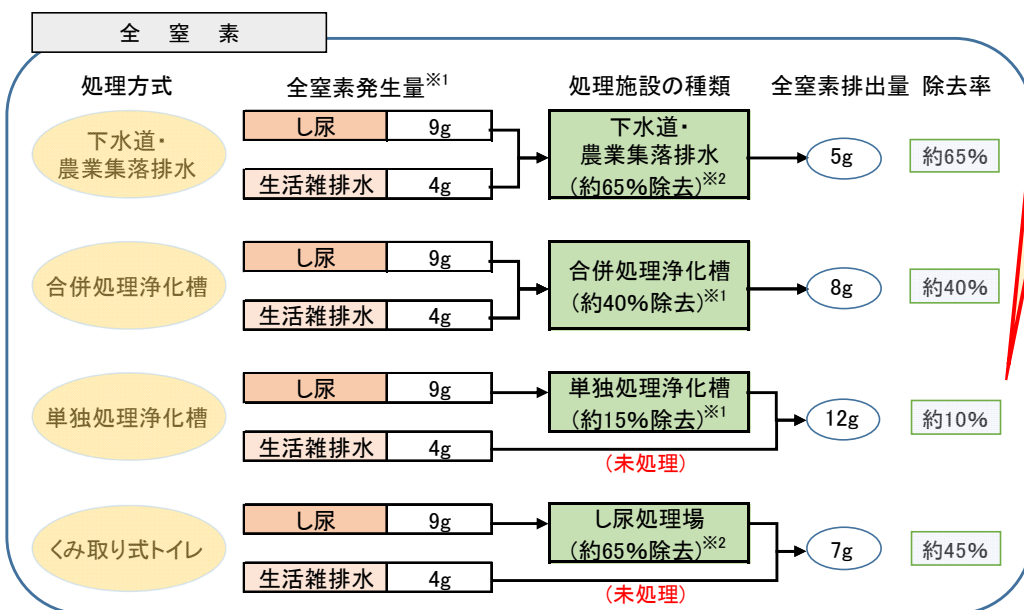 全 窒 素
処理方式 全窒素発生量※1 処理施設の種類 全窒素排出量 除去率
下水道・
農業集落排水
し尿 9g
生活雑排水 4g
下水道・
農業集落排水
(約65%除去)※2
5g
約65%
合併処理浄化槽
し尿 9g
生活雑排水 4g
合併処理浄化槽
(約40%除去)※1
8g
約40%
単独処理浄化槽
し尿 9g
生活雑排水 4g
単独処理浄化槽
(約15%除去)※1
(未処理)
12g
約10%
くみ取り式トイレ
し尿 9g
生活雑排水 4g
し尿処理場
(約65%除去)※2
(未処理)
7g
約45%